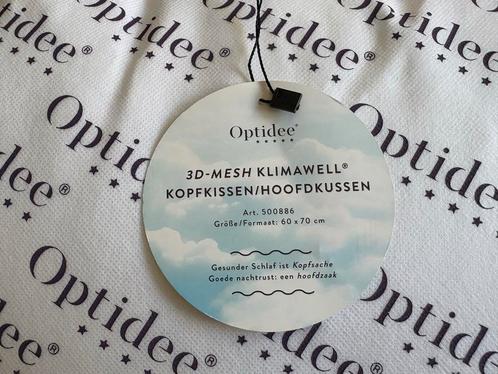 Optidee®
3D-MESH KLIMAWELL®
KOPFKISSEN/HOOFDKUSSEN
Art. 500886
Größe/Formaat: 60 x 70 cm
Gesunder Schlaf ist Kopfsache
Goede nachtrust: een hoofdzaak
Optidee®
Optidee®
Optidee®
Optidee®
Optidee®
Optidee®
Optidee®